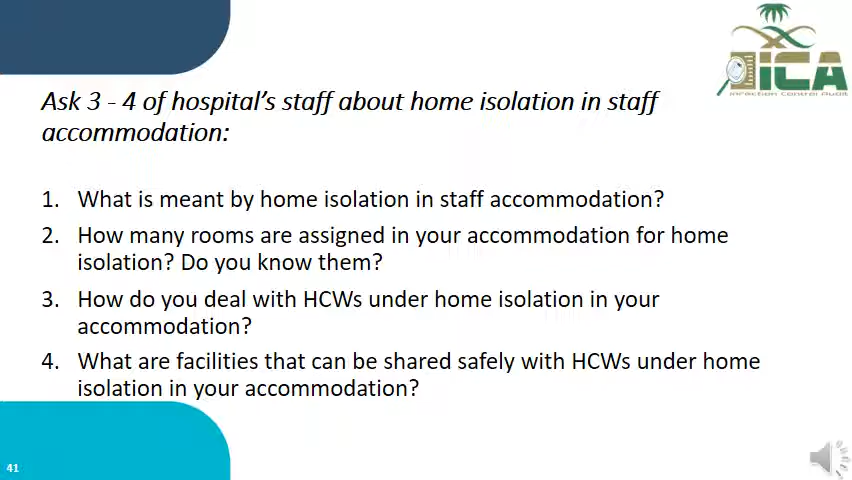 ICA
Infection Control Audit
Ask 3 - 4 of hospital's staff about home isolation in staff
accommodation:
1. What is meant by home isolation in staff accommodation?
2. How many rooms are assigned in your accommodation for home
isolation? Do you know them?
3. How do you deal with HCWs under home isolation in your
accommodation?
4. What are facilities that can be shared safely with HCWs under home
isolation in your accommodation?
41